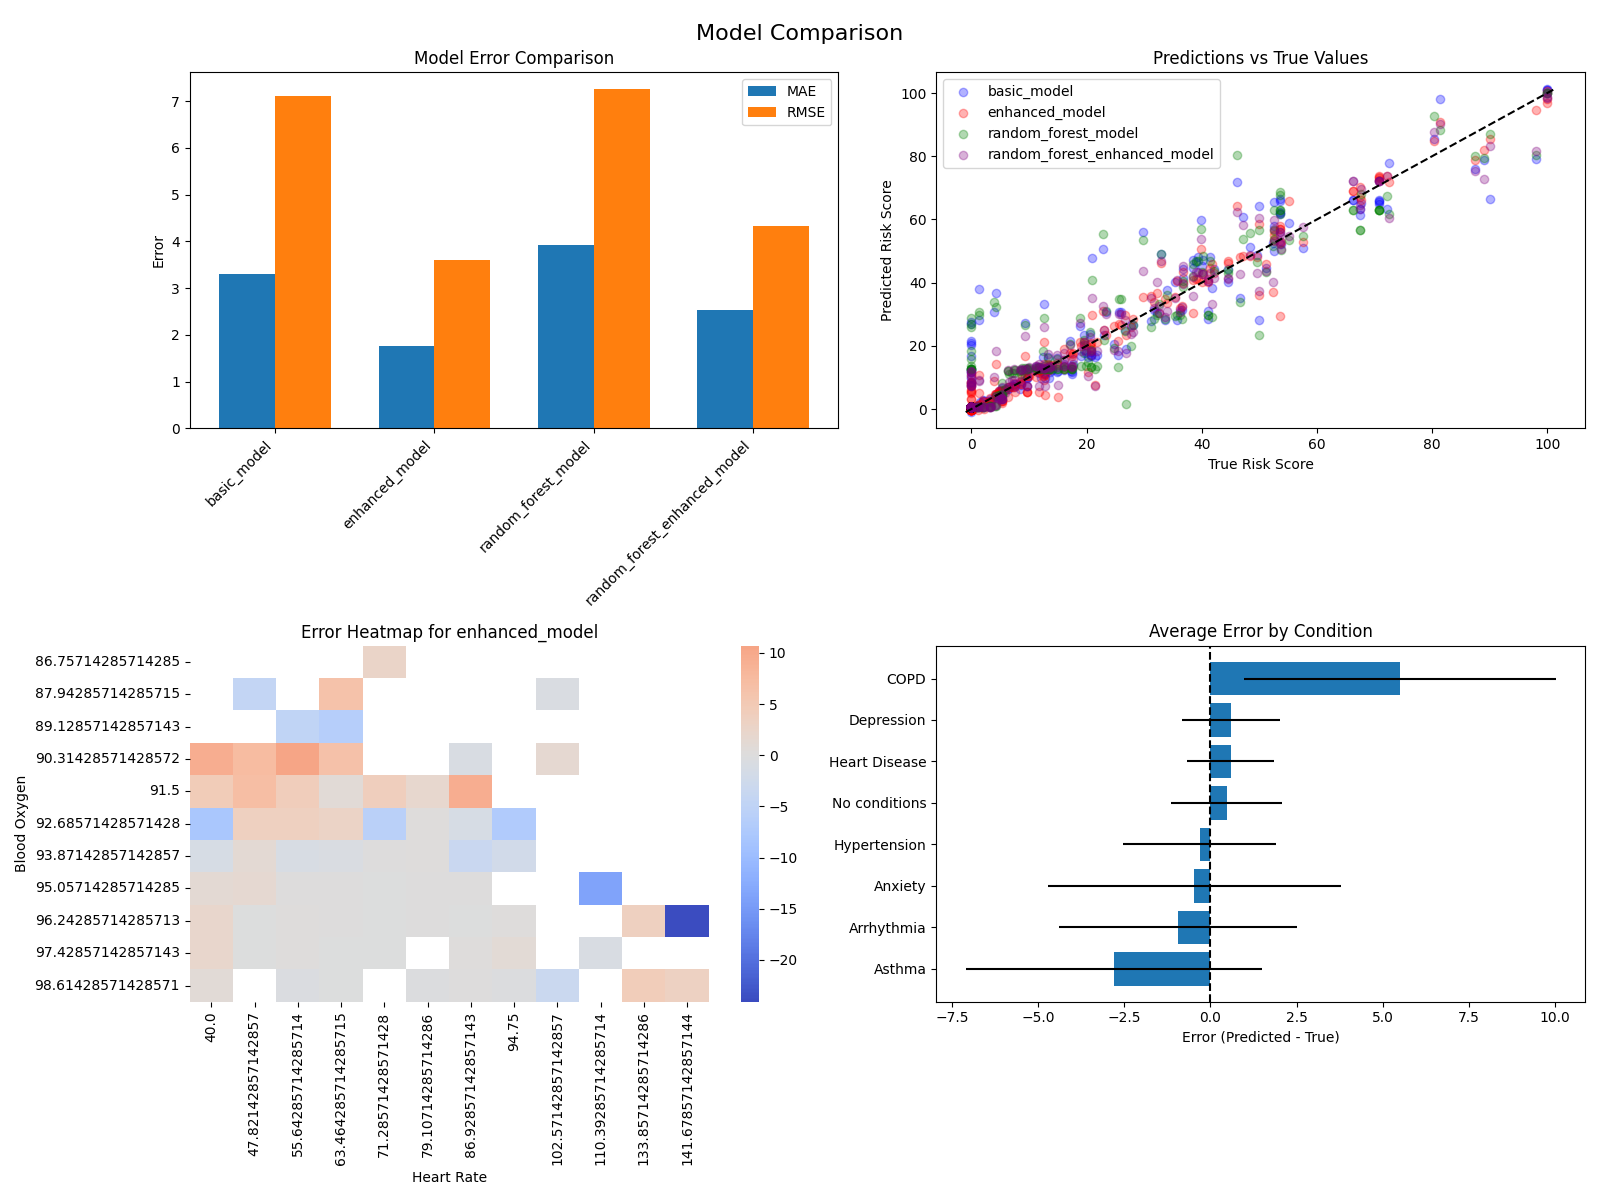 Model Comparison
Model Error Comparison
Error
7
6
5
4
3
2
1
0
MAE
RMSE
basic_model
enhanced_model
random_forest_model
random_forest_enhanced_model
Predictions vs True Values
Predicted Risk Score
100
80
60
40
20
0
basic_model
enhanced_model
random_forest_model
random_forest_enhanced_model
0 20 40 60 80 100
True Risk Score
Error Heatmap for enhanced_model
Blood Oxygen
86.75714285714285
87.94285714285715
89.12857142857143
90.31428571428572
91.5
92.68571428571428
93.87142857142857
95.05714285714285
96.24285714285713
97.42857142857143
98.61428571428571
40.0
47.82142857142857
55.642857142857146
63.464285714285715
71.28571428571428
79.10714285714286
86.92857142857143
94.75
102.57142857142857
110.39285714285714
133.85714285714286
141.67857142857144
Heart Rate
10
5
0
−5
−10
−15
−20
Average Error by Condition
COPD
Depression
Heart Disease
No conditions
Hypertension
Anxiety
Arrhythmia
Asthma
−7.5 −5.0 −2.5 0.0 2.5 5.0 7.5 10.0
Error (Predicted - True)